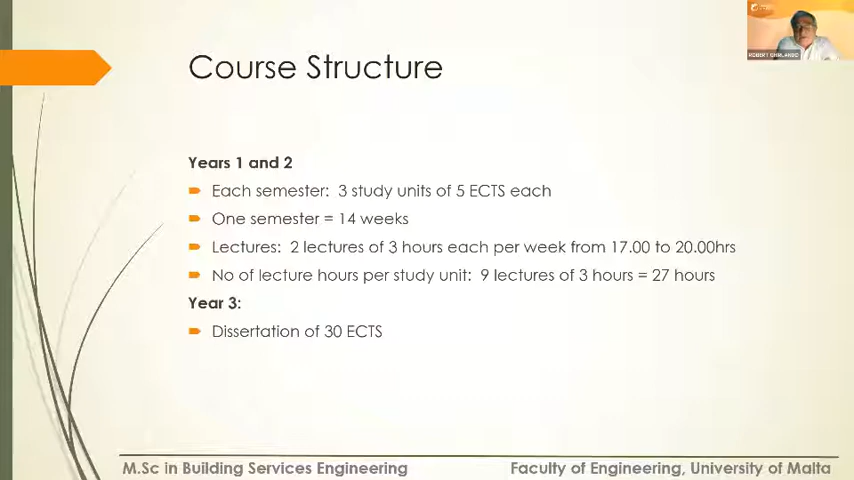 ROBERT GHIRLANDO
Course Structure
Years 1 and 2
Each semester: 3 study units of 5 ECTS each
One semester = 14 weeks
Lectures: 2 lectures of 3 hours each per week from 17.00 to 20.00hrs
No of lecture hours per study unit: 9 lectures of 3 hours = 27 hours
Year 3:
Dissertation of 30 ECTS
M.Sc in Building Services Engineering
Faculty of Engineering, University of Malta